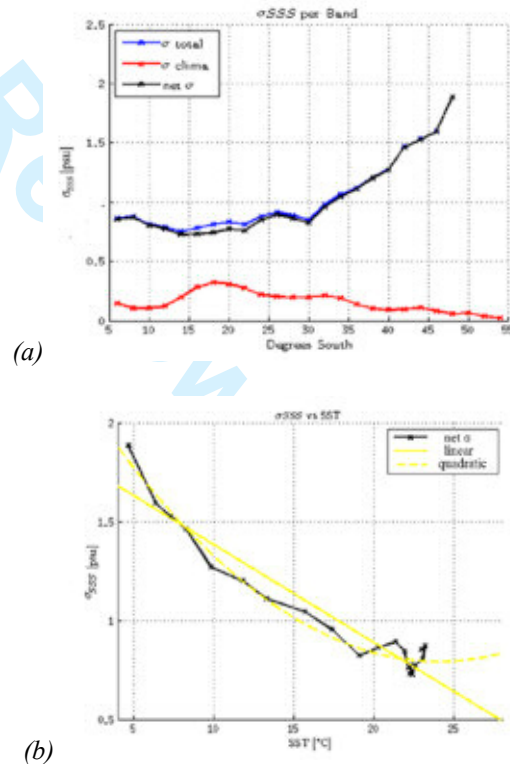 σSSS per Band
σ total
σ clima
net σ
σ_SSS [psu]
2.5
2
1.5
1
0.5
0
5 10 15 20 25 30 35 40 45 50 55
Degrees South
(a)
σSSS vs SST
net σ
linear
quadratic
σ_SSS [psu]
2
1.5
1
0.5
5 10 15 20 25
SST [°C]
(b)